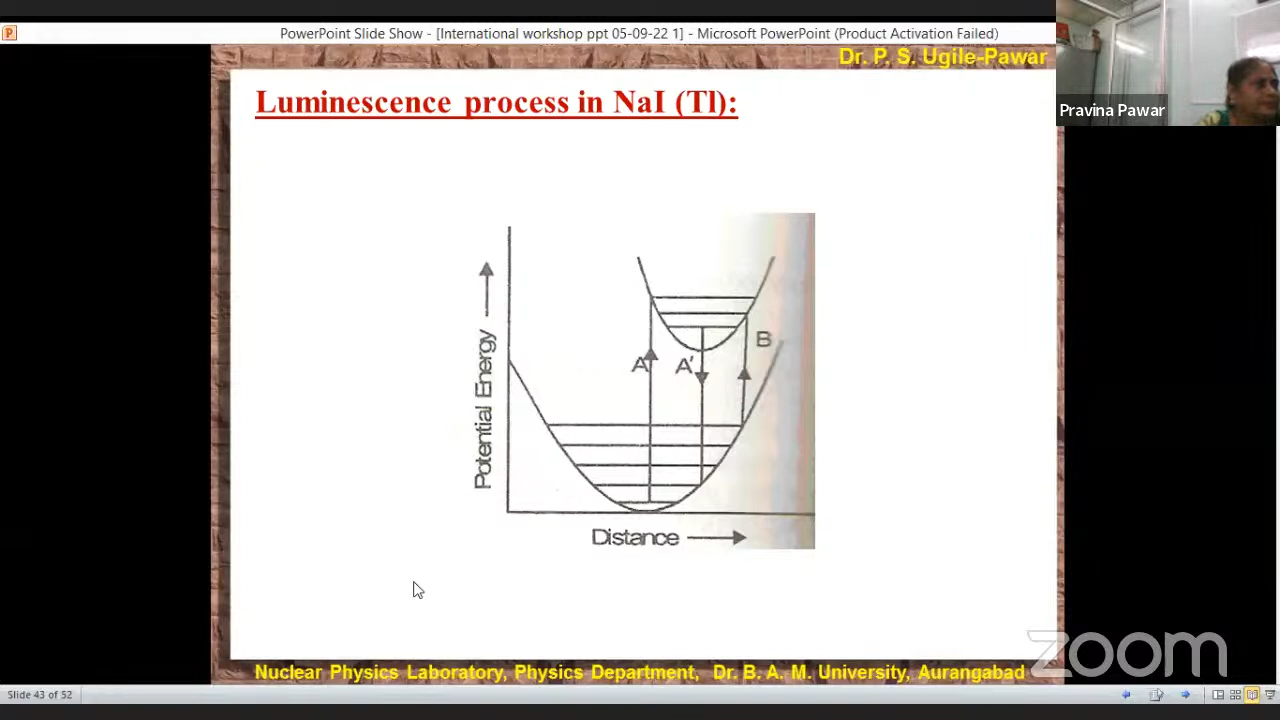 PowerPoint Slide Show - [International workshop ppt 05-09-22 1] - Microsoft PowerPoint (Product Activation Failed)
Dr. P. S. Ugile-Pawar
Pravina Pawar
Luminescence process in NaI (Tl):
Potential Energy
A
A'
B
Distance
Nuclear Physics Laboratory, Physics Department, Dr. B. A. M. University, Aurangabad
zoom
Slide 43 of 52